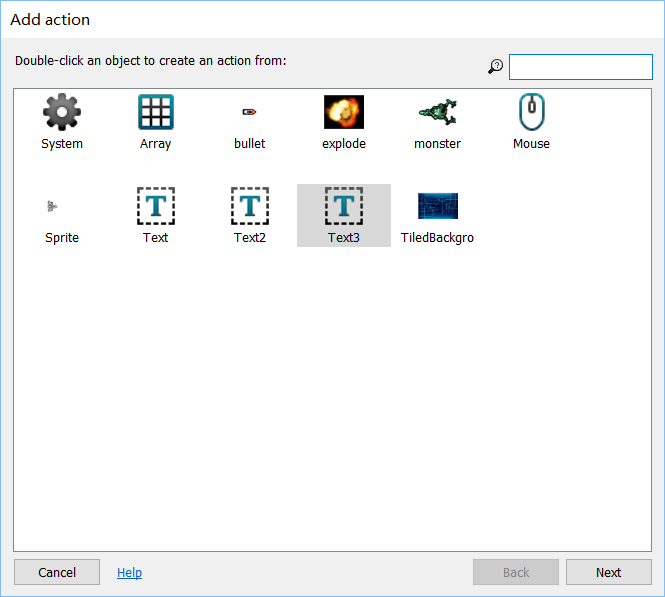 Add action
Double-click an object to create an action from:
System Array bullet explode monster Mouse
Sprite Text Text2 Text3 TiledBackgro
Cancel Help Back Next